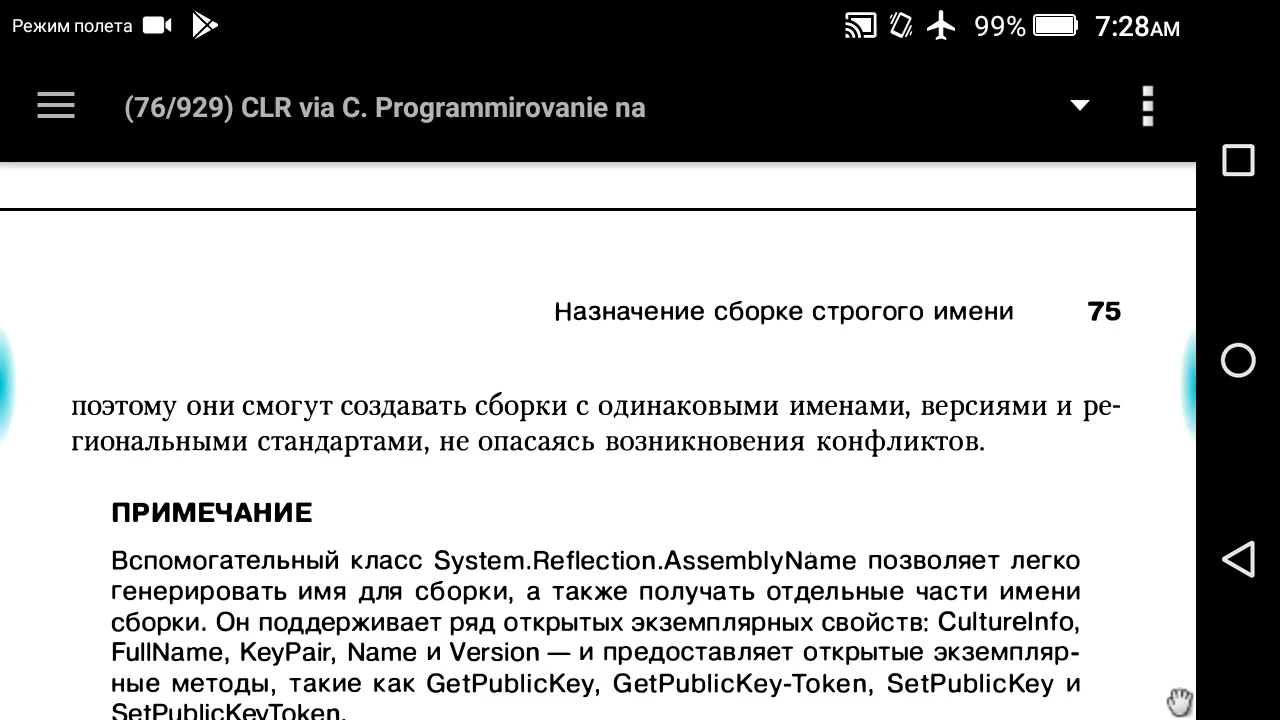 Режим полета 99% 7:28AM
(76/929) CLR via C. Programmirovanie na
Назначение сборке строгого имени 75
поэтому они смогут создавать сборки с одинаковыми именами, версиями и ре-
гиональными стандартами, не опасаясь возникновения конфликтов.
ПРИМЕЧАНИЕ
Вспомогательный класс System.Reflection.AssemblyName позволяет легко
генерировать имя для сборки, а также получать отдельные части имени
сборки. Он поддерживает ряд открытых экземплярных свойств: CultureInfo,
FullName, KeyPair, Name и Version — и предоставляет открытые экземпляр-
ные методы, такие как GetPublicKey, GetPublicKey-Token, SetPublicKey и
SetPublicKeyToken.